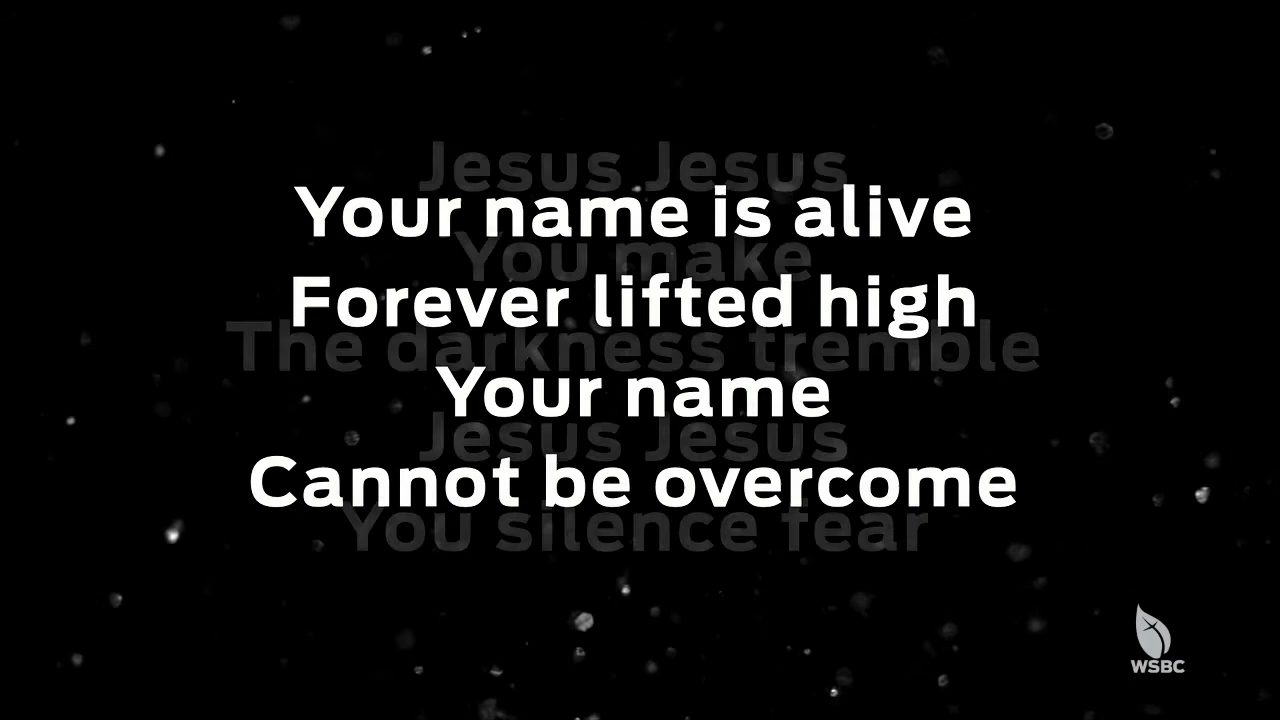 Jesus Jesus
Your name is alive
You make
Forever lifted high
The darkness tremble
Your name
Jesus Jesus
Cannot be overcome
You silence fear
WSBC